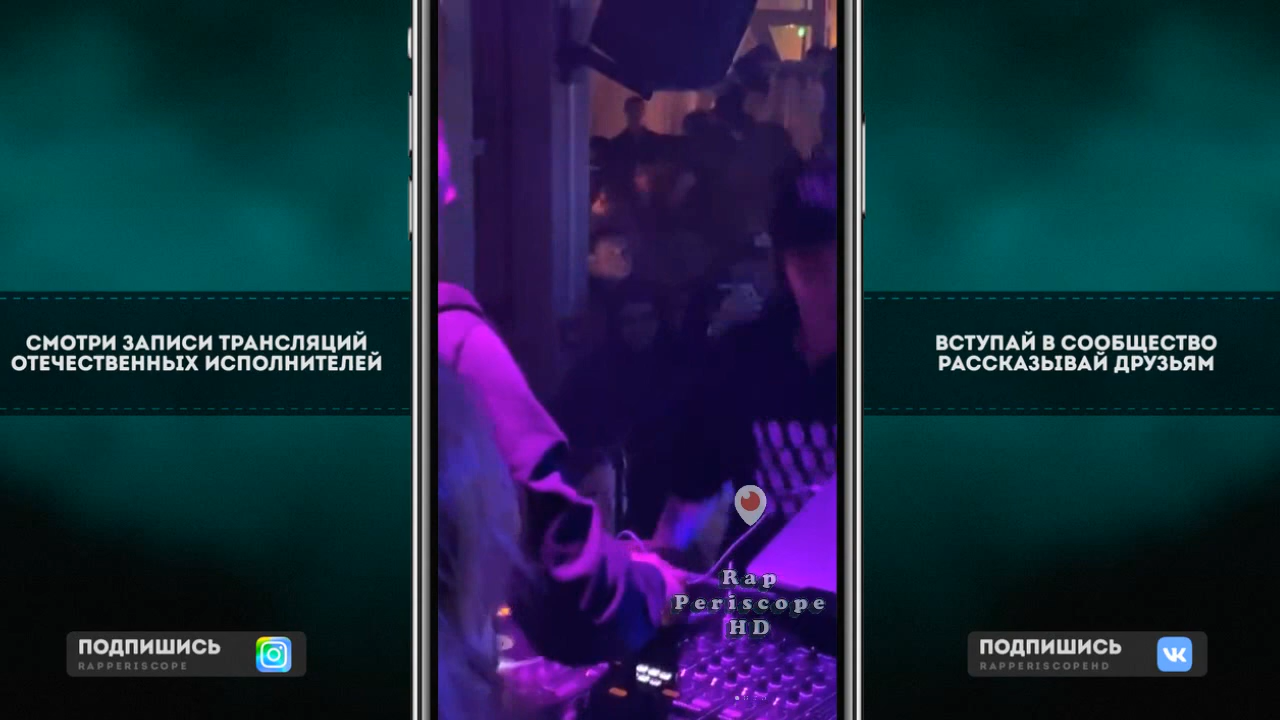 СМОТРИ ЗАПИСИ ТРАНСЛЯЦИЙ
ОТЕЧЕСТВЕННЫХ ИСПОЛНИТЕЛЕЙ
ВСТУПАЙ В СООБЩЕСТВО
РАССКАЗЫВАЙ ДРУЗЬЯМ
Rap
Periscope
HD
ПОДПИШИСЬ
RAPPERISCOPE
ПОДПИШИСЬ
RAPPERISCOPEHD